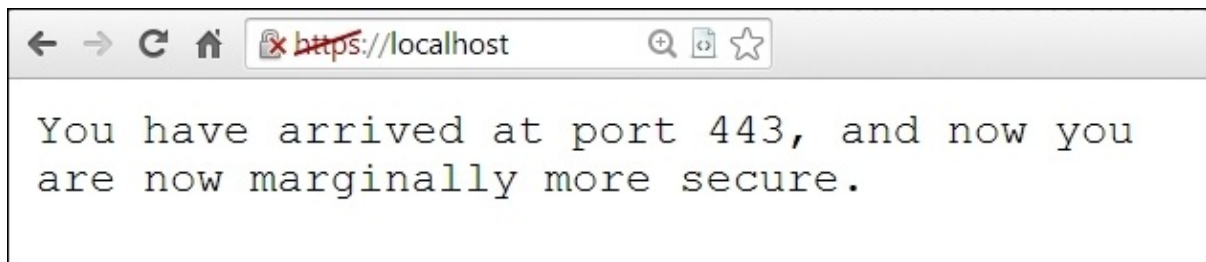 https://localhost
You have arrived at port 443, and now you
are now marginally more secure.